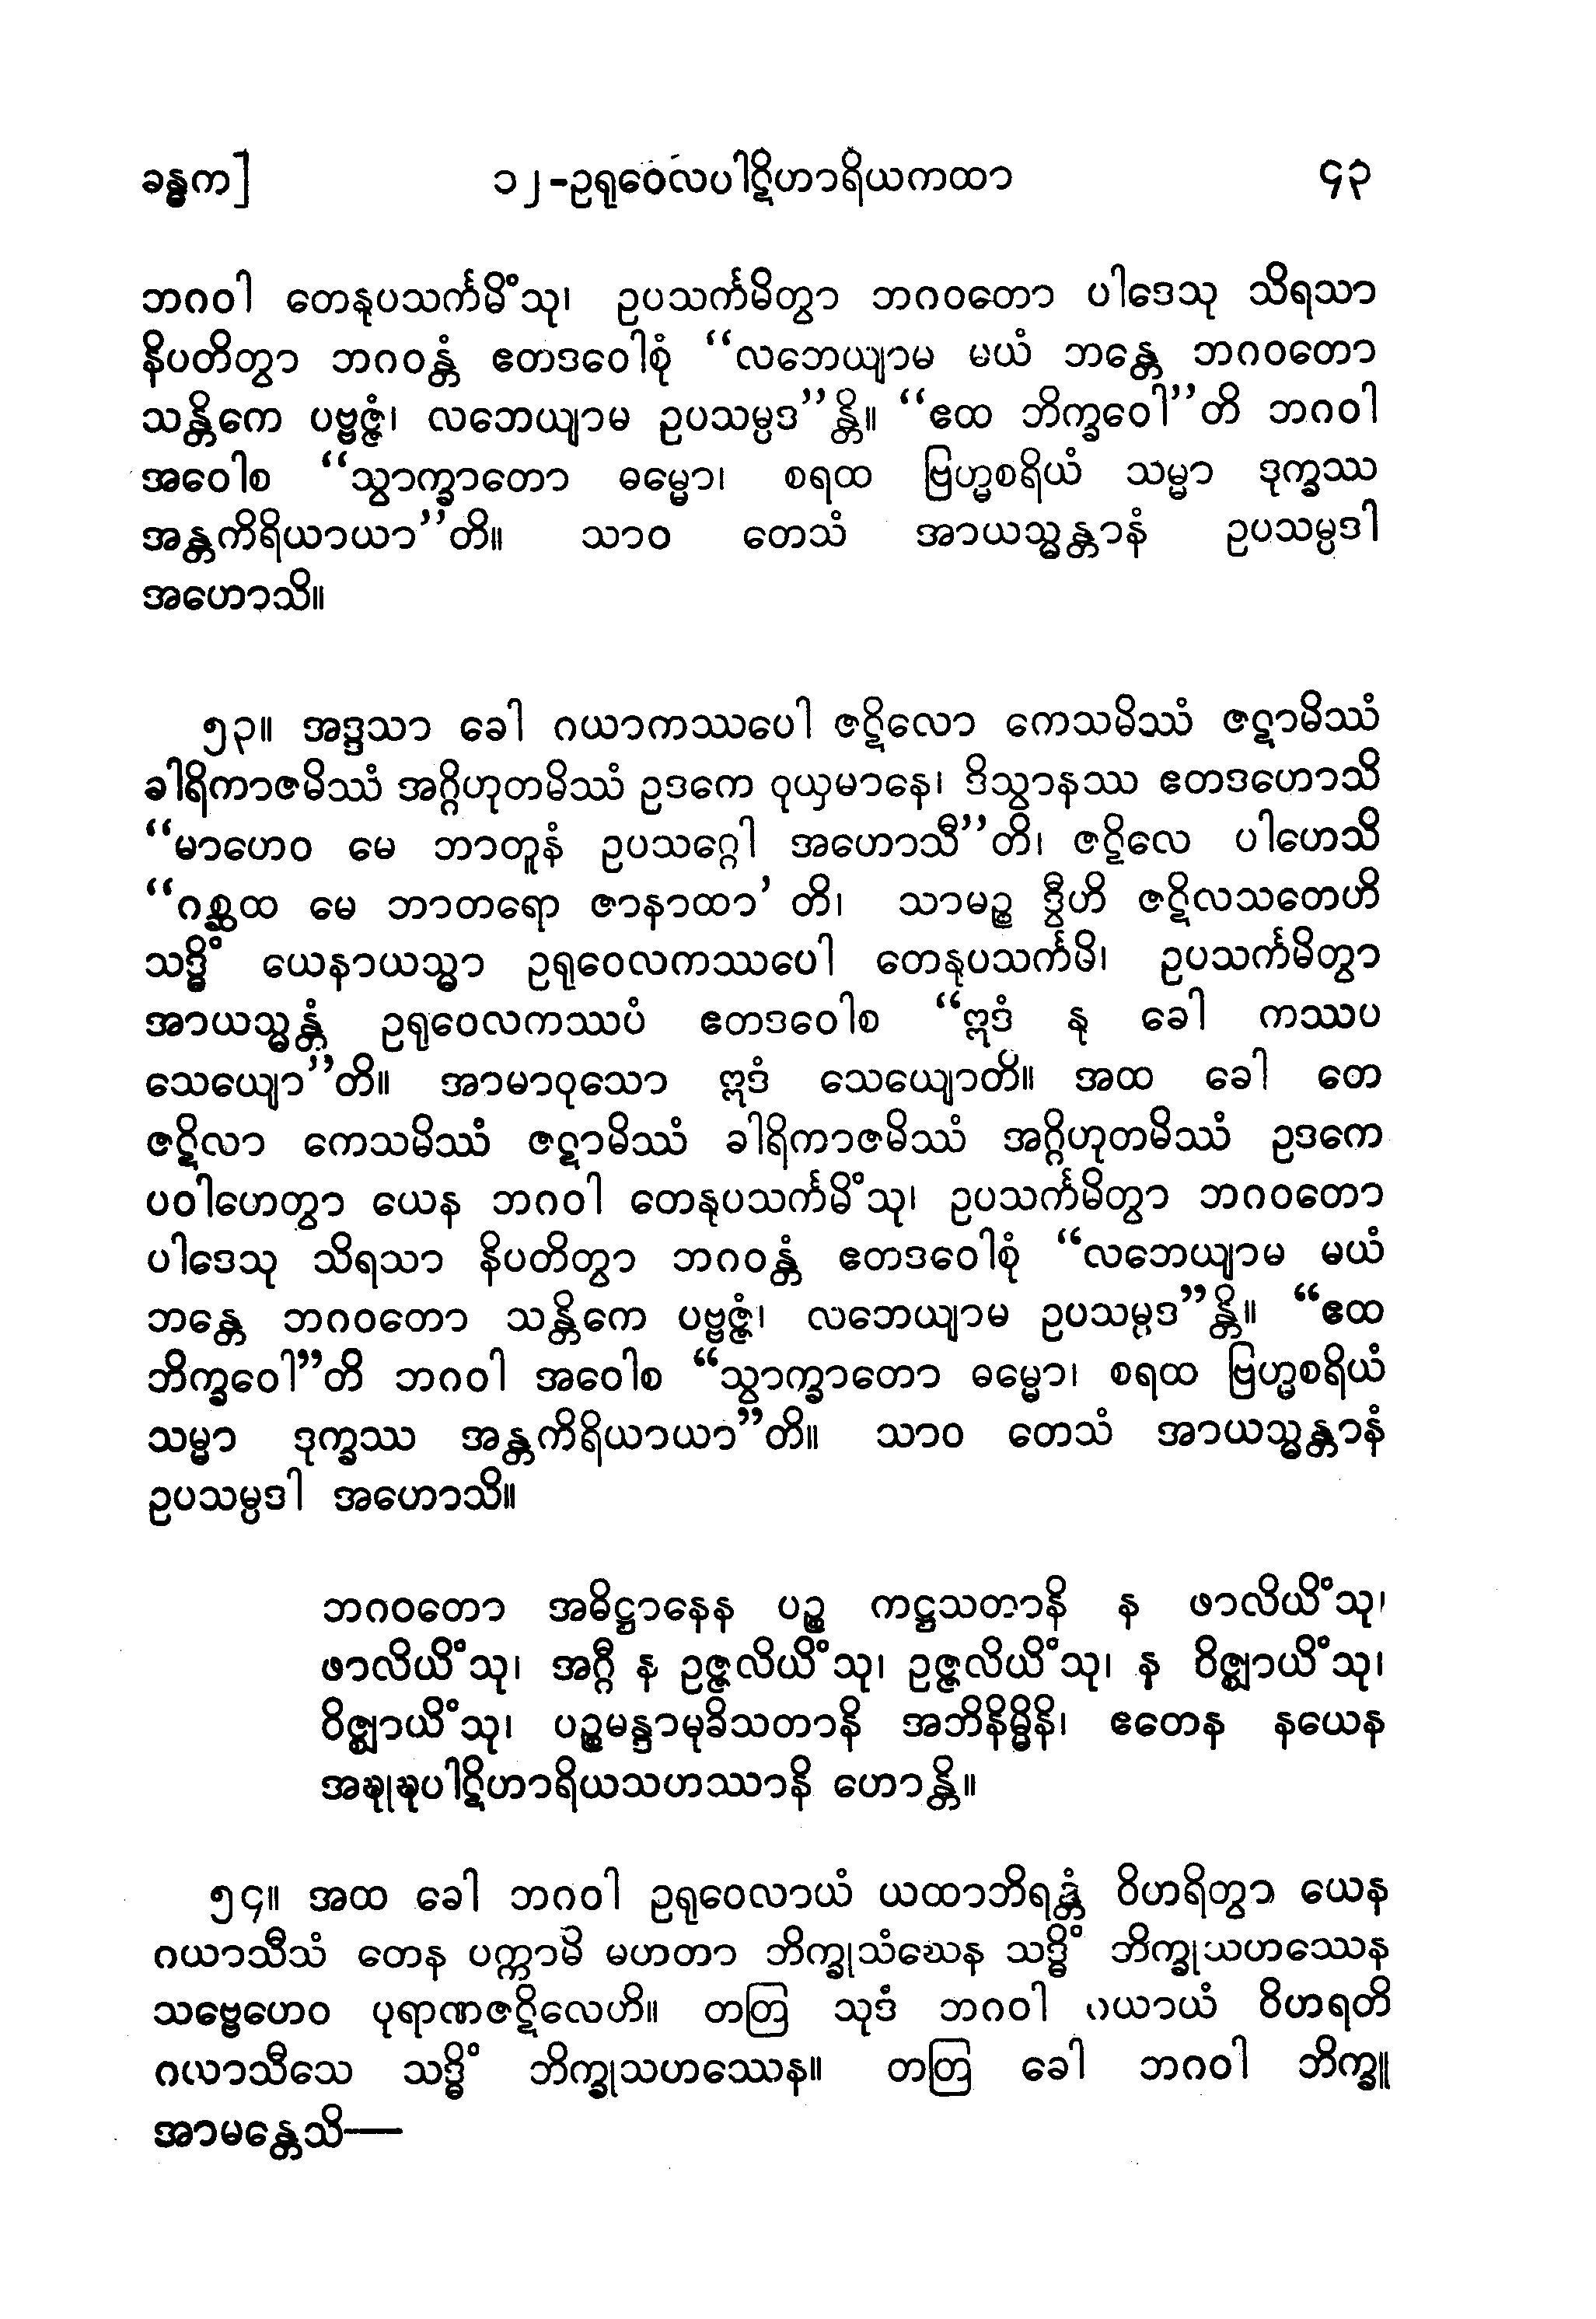 ခန္ဓက] ၁၂-ဥရုဝေလပါဋိဟာရိယကထာ ၄၃
ဘဂဝါ တေနုပသင်္ကမိံသု၊ ဥပသင်္ကမိတွာ ဘဂဝတော ပါဒေသု သိရသာ
နိပတိတွာ ဘဂဝန္တံ ဧတဒဝေါစုံ “လဘေယျာမ မယံ ဘန္တေ ဘဂဝတော
သန္တိကေ ပဗ္ဗဇ္ဇံ၊ လဘေယျာမ ဥပသမ္ပဒ”န္တိ။ “ဧထ ဘိက္ခဝေါ”တိ ဘဂဝါ
အဝေါစ “သွာက္ခာတော ဓမ္မော၊ စရထ ဗြဟ္မစရိယံ သမ္မာ ဒုက္ခဿ
အန္တကိရိယာယာ”တိ။ သာဝ တေသံ အာယသ္မန္တာနံ ဥပသမ္ပဒါ
အဟောသိ။
၅၃။ အဒ္ဒသာ ခေါ ဂယာကဿပေါ ဇဋိလော ကေသမိဿံ ဇဋာမိဿံ
ခါရိကာဇမိဿံ အဂ္ဂိဟုတမိဿံ ဥဒကေ ဝုယှမာနေ၊ ဒိသွာနဿ ဧတဒဟောသိ
“မာဟေဝ မေ ဘာတူနံ ဥပသဂ္ဂေါ အဟောသီ”တိ၊ ဇဋိလေ ပါဟေသိ
“ဂစ္ဆထ မေ ဘာတရော ဇာနာထာ’ တိ၊ သာမဉ္စ ဒွီဟိ ဇဋိလသတေဟိ
သဒ္ဓိံ ယေနာယသ္မာ ဥရုဝေလကဿပေါ တေနုပသင်္ကမိ၊ ဥပသင်္ကမိတွာ
အာယသ္မန္တံ ဥရုဝေလကဿပံ ဧတဒဝေါစ “ဣဒံ နု ခေါ ကဿပ
သေယျော”တိ။ အာမာဝုသော ဣဒံ သေယျောတိ။ အထ ခေါ တေ
ဇဋိလာ ကေသမိဿံ ဇဋာမိဿံ ခါရိကာဇမိဿံ အဂ္ဂိဟုတမိဿံ ဥဒကေ
ပဝါဟေတွာ ယေန ဘဂဝါ တေနုပသင်္ကမိံသု၊ ဥပသင်္ကမိတွာ ဘဂဝတော
ပါဒေသု သိရသာ နိပတိတွာ ဘဂဝန္တံ ဧတဒဝေါစုံ “လဘေယျာမ မယံ
ဘန္တေ ဘဂဝတော သန္တိကေ ပဗ္ဗဇ္ဇံ၊ လဘေယျာမ ဥပသမ္ပဒ”န္တိ။ “ဧထ
ဘိက္ခဝေါ”တိ ဘဂဝါ အဝေါစ “သွာက္ခာတော ဓမ္မော၊ စရထ ဗြဟ္မစရိယံ
သမ္မာ ဒုက္ခဿ အန္တကိရိယာယာ”တိ။ သာဝ တေသံ အာယသ္မန္တာနံ
ဥပသမ္ပဒါ အဟောသိ။
ဘဂဝတော အဓိဋ္ဌာနေန ပဉ္စ ကဋ္ဌသတာနိ န ဖာလိယိံသု၊
ဖာလိယိံသု၊ အဂ္ဂီ န ဥဇ္ဇလိယိံသု၊ ဥဇ္ဇလိယိံသု၊ န ဝိဇ္ဈာယိံသု၊
ဝိဇ္ဈာယိံသု၊ ပဉ္စမန္ဒာမုခိသတာနိ အဘိနိမ္မိနိ၊ ဧတေန နယေန
အဍ္ဎုဍ္ဎပါဋိဟာရိယသဟဿာနိ ဟောန္တိ။
၅၄။ အထ ခေါ ဘဂဝါ ဥရုဝေလာယံ ယထာဘိရန္တံ ဝိဟရိတွာ ယေန
ဂယာသီသံ တေန ပက္ကာမိ မဟတာ ဘိက္ခုသံဃေန သဒ္ဓိံ ဘိက္ခုသဟဿေန
သဗ္ဗေဟေဝ ပုရာဏဇဋိလေဟိ။ တတြ သုဒံ ဘဂဝါ ဂယာယံ ဝိဟရတိ
ဂယာသီသေ သဒ္ဓိံ ဘိက္ခုသဟဿေန။ တတြ ခေါ ဘဂဝါ ဘိက္ခူ
အာမန္တေသိ—